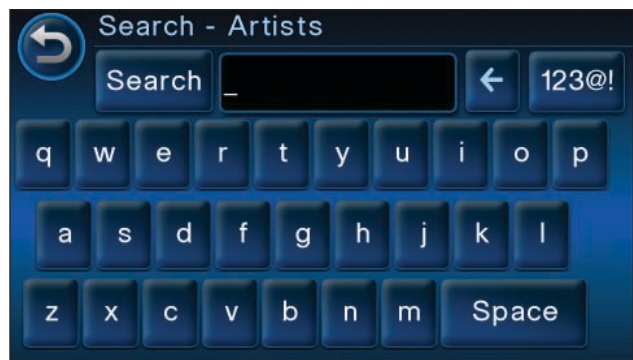 Search - Artists
Search _ 123@!
q w e r t y u i o p
a s d f g h j k l
z x c v b n m Space